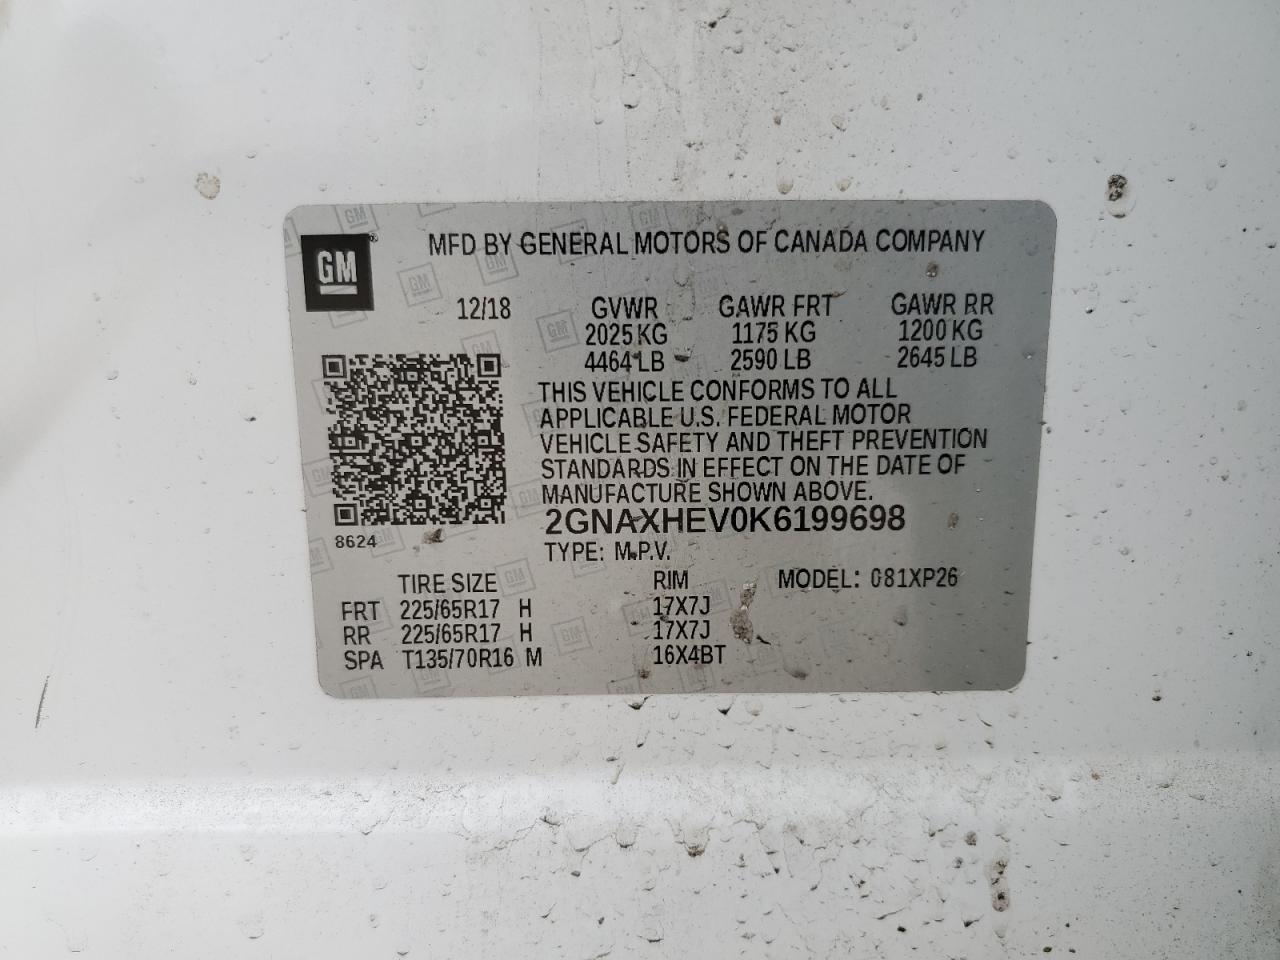 GM
MFD BY GENERAL MOTORS OF CANADA COMPANY
12/18 GVWR GAWR FRT GAWR RR
2025 KG 1175 KG 1200 KG
4464 LB 2590 LB 2645 LB
THIS VEHICLE CONFORMS TO ALL
APPLICABLE U.S. FEDERAL MOTOR
VEHICLE SAFETY AND THEFT PREVENTION
STANDARDS IN EFFECT ON THE DATE OF
MANUFACTURE SHOWN ABOVE.
2GNAXHEV0K6199698
8624
TYPE: M.P.V.
TIRE SIZE RIM MODEL: 081XP26
FRT 225/65R17 H 17X7J
RR 225/65R17 H 17X7J
SPA T135/70R16 M 16X4BT